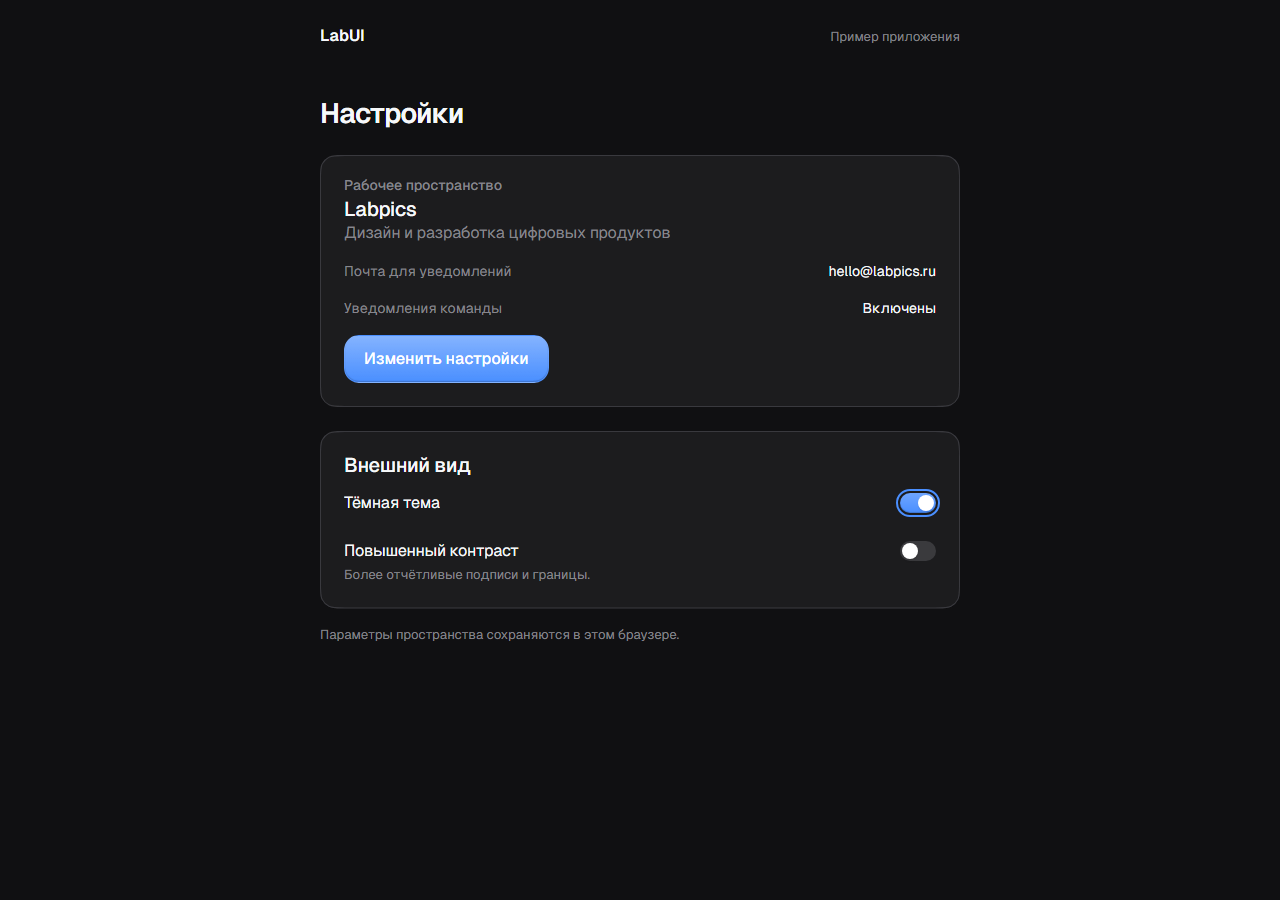 LabUI
Пример приложения
Настройки
Рабочее пространство
Labpics
Дизайн и разработка цифровых продуктов
Почта для уведомлений
hello@labpics.ru
Уведомления команды
Включены
Изменить настройки
Внешний вид
Тёмная тема
Повышенный контраст
Более отчётливые подписи и границы.
Параметры пространства сохраняются в этом браузере.